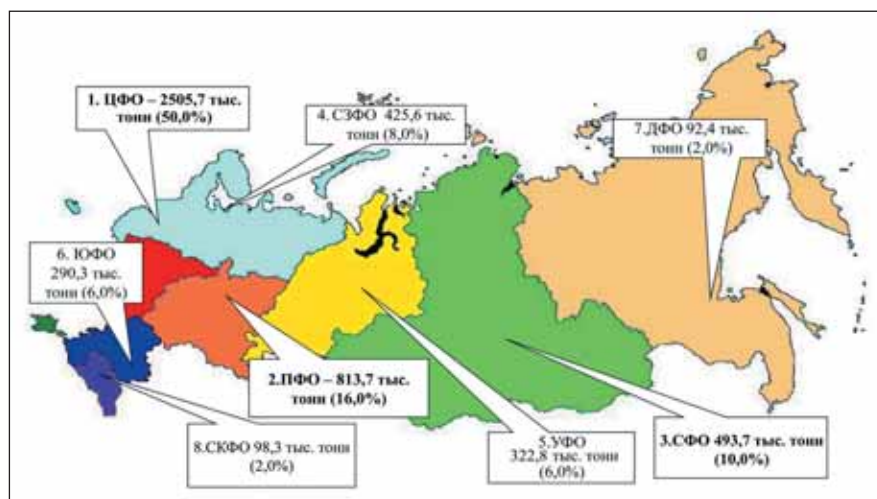 1. ЦФО – 2505,7 тыс.
тонн (50,0%)
4. СЗФО 425,6 тыс.
тонн (8,0%)
7.ДФО 92,4 тыс.
тонн (2,0%)
6. ЮФО
290,3 тыс.
тонн (6,0%)
2.ПФО – 813,7 тыс.
тонн (16,0%)
8.СКФО 98,3 тыс. тонн
(2,0%)
5.УФО
322,8 тыс. тонн
(6,0%)
3.СФО 493,7 тыс. тонн
(10,0%)